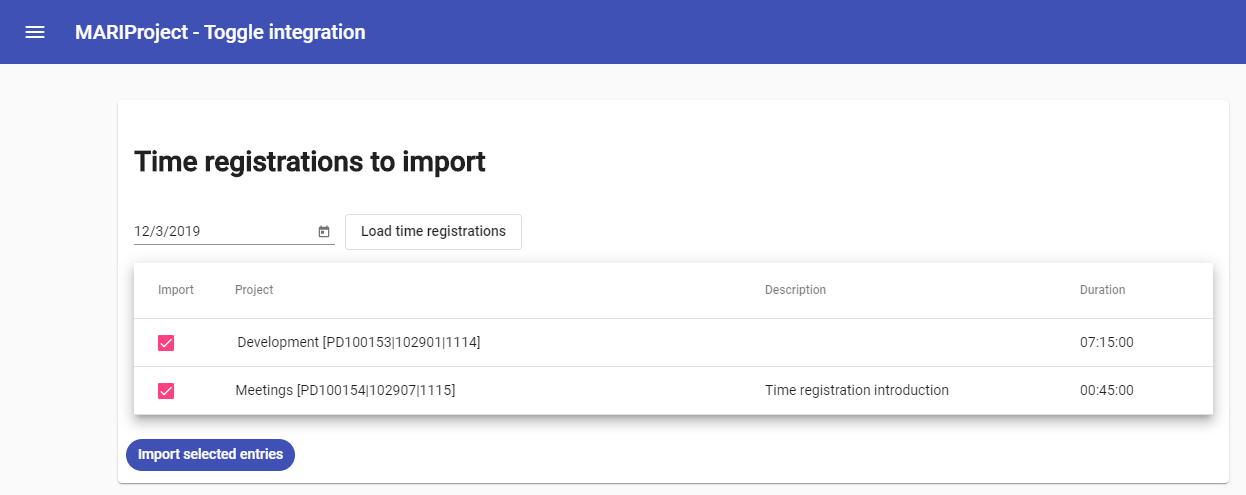 MARIProject - Toggle integration
Time registrations to import
12/3/2019 Load time registrations
Import Project Description Duration
Development [PD100153|102901|1114] 07:15:00
Meetings [PD100154|102907|1115] Time registration introduction 00:45:00
Import selected entries